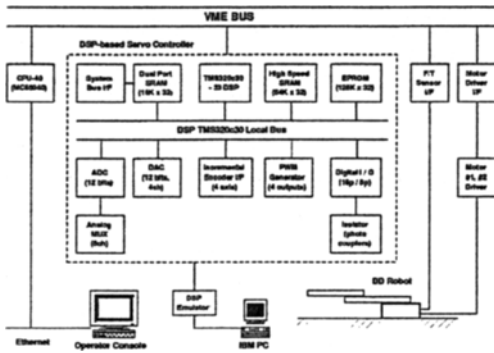 VME BUS
DSP-based Servo Controller
CPU-40
(MC68040)
System
Bus I/F
Dual Port
SRAM
(16K x 32)
TMS320c30
- 33 DSP
High Speed
SRAM
(64K x 32)
EPROM
(128K x 32)
F/T
Sensor
I/F
Motor
Driver
I/F
DSP TMS320c30 Local Bus
ADC
(12 bits)
DAC
(12 bits,
4ch)
Incremental
Encoder I/F
(4 axis)
PWM
Generator
(4 outputs)
Digital I / O
Motor
#1, #2
Driver
Analog
MUX
(8ch)
Isolator
(photo
couplers)
DSP
Emulator
DD Robot
Ethernet
Operator Console
IBM PC